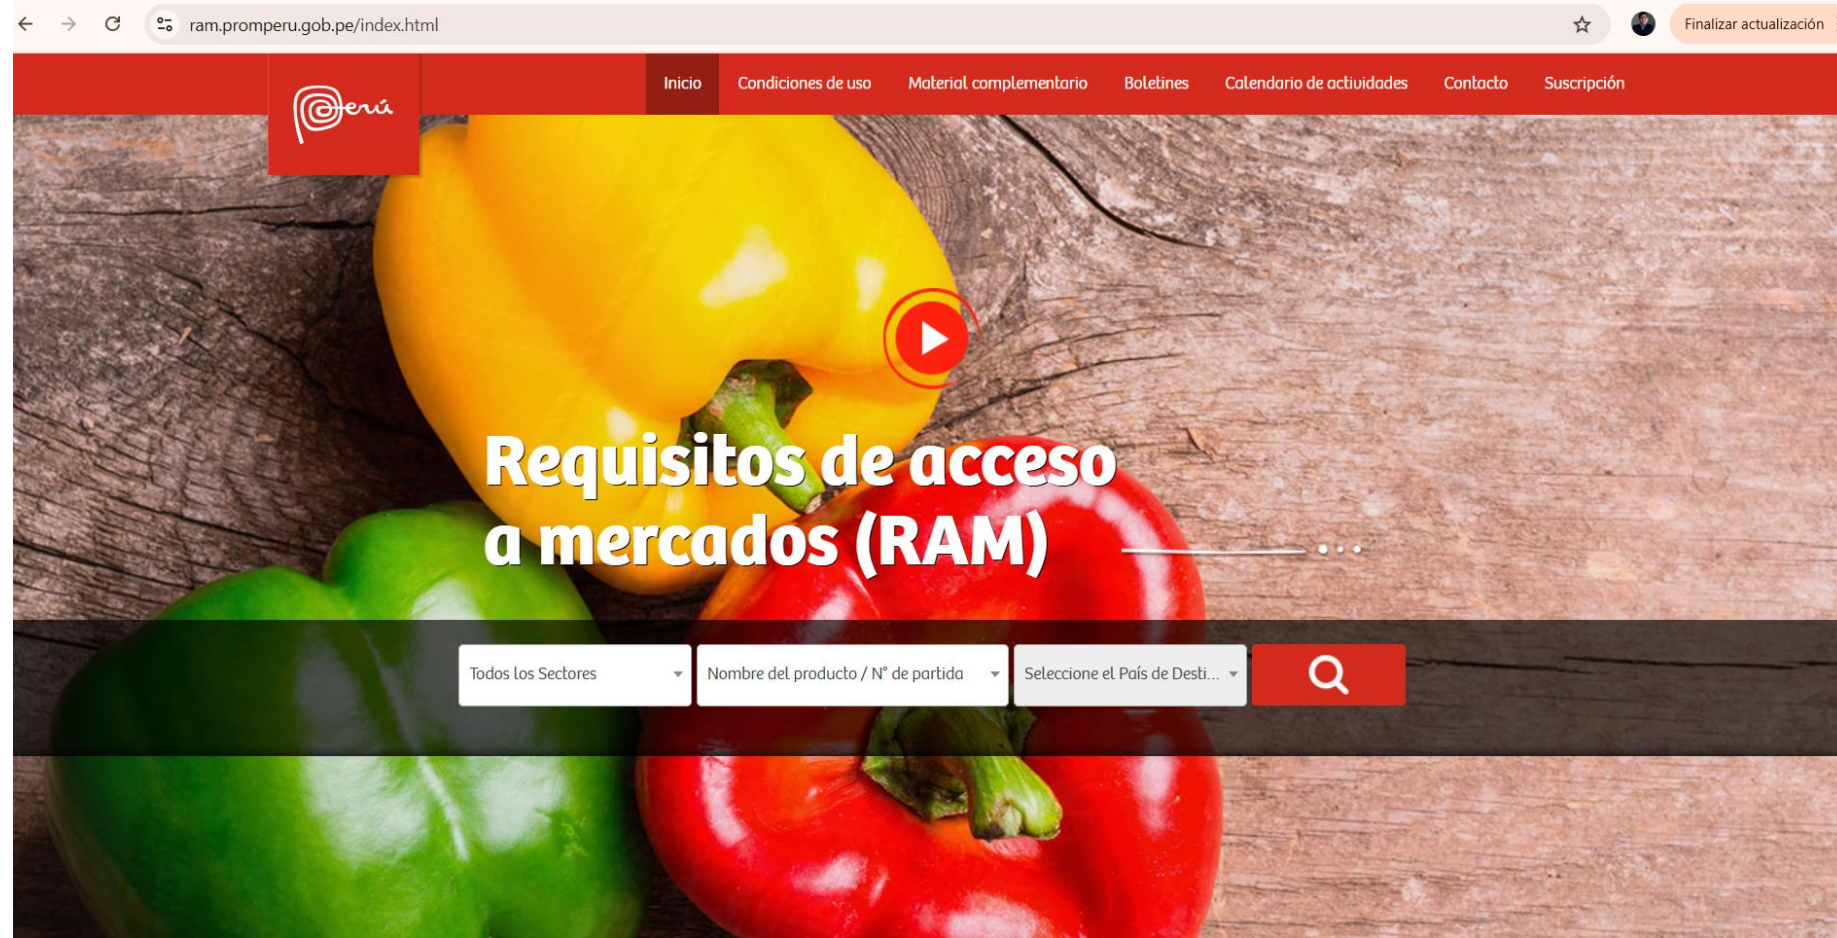 ram.promperu.gob.pe/index.html
Finalizar actualización
Perú
Inicio
Condiciones de uso
Material complementario
Boletines
Calendario de actividades
Contacto
Suscripción
Requisitos de acceso
a mercados (RAM)
Todos los Sectores
Nombre del producto / N° de partida
Seleccione el País de Desti...